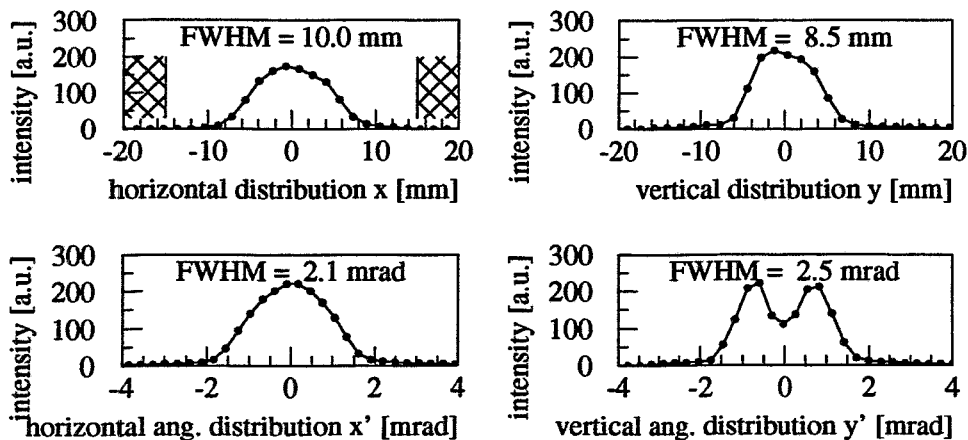 300
FWHM = 10.0 mm
200
100
0
intensity [a.u.]
-20 -10 0 10 20
horizontal distribution x [mm]
300
FWHM = 8.5 mm
200
100
0
intensity [a.u.]
-20 -10 0 10 20
vertical distribution y [mm]
300
FWHM = 2.1 mrad
200
100
0
intensity [a.u.]
-4 -2 0 2 4
horizontal ang. distribution x' [mrad]
300
FWHM = 2.5 mrad
200
100
0
intensity [a.u.]
-4 -2 0 2 4
vertical ang. distribution y' [mrad]